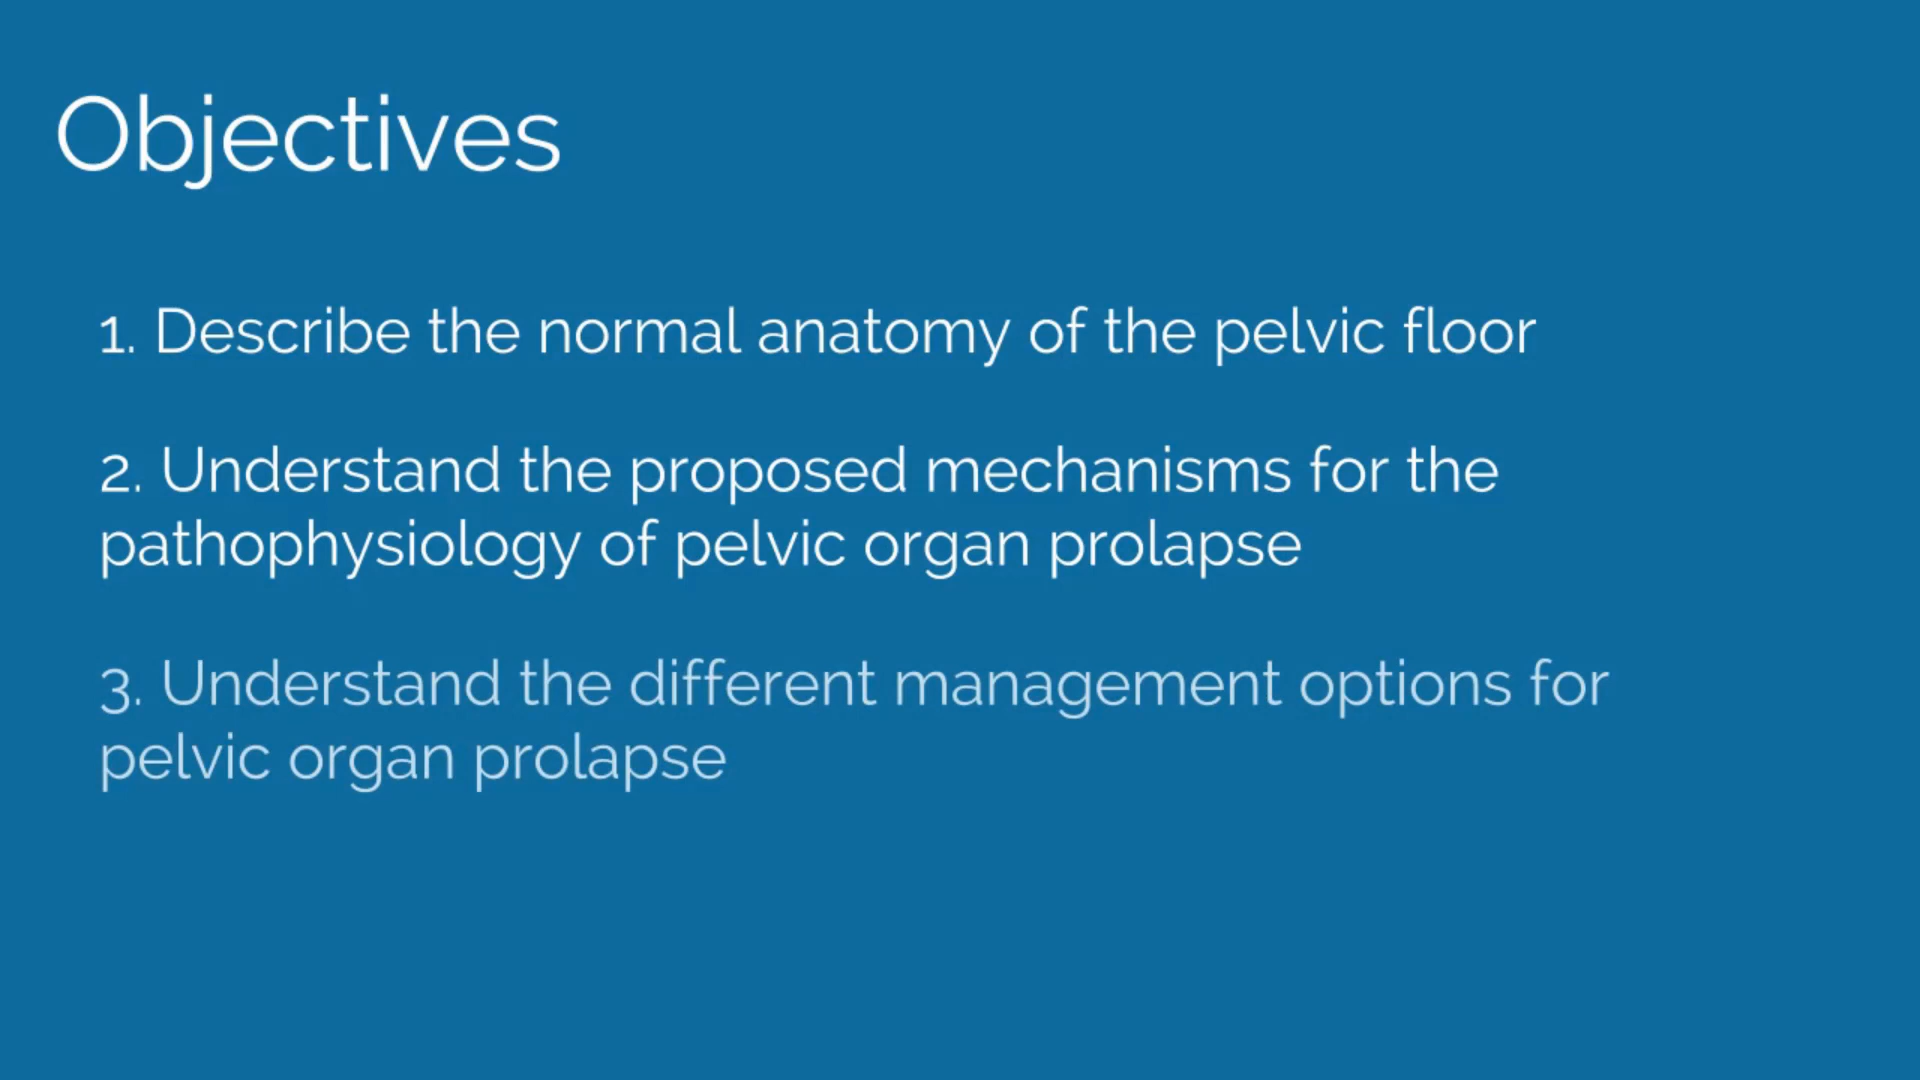 Objectives
1. Describe the normal anatomy of the pelvic floor
2. Understand the proposed mechanisms for the
pathophysiology of pelvic organ prolapse
3. Understand the different management options for
pelvic organ prolapse